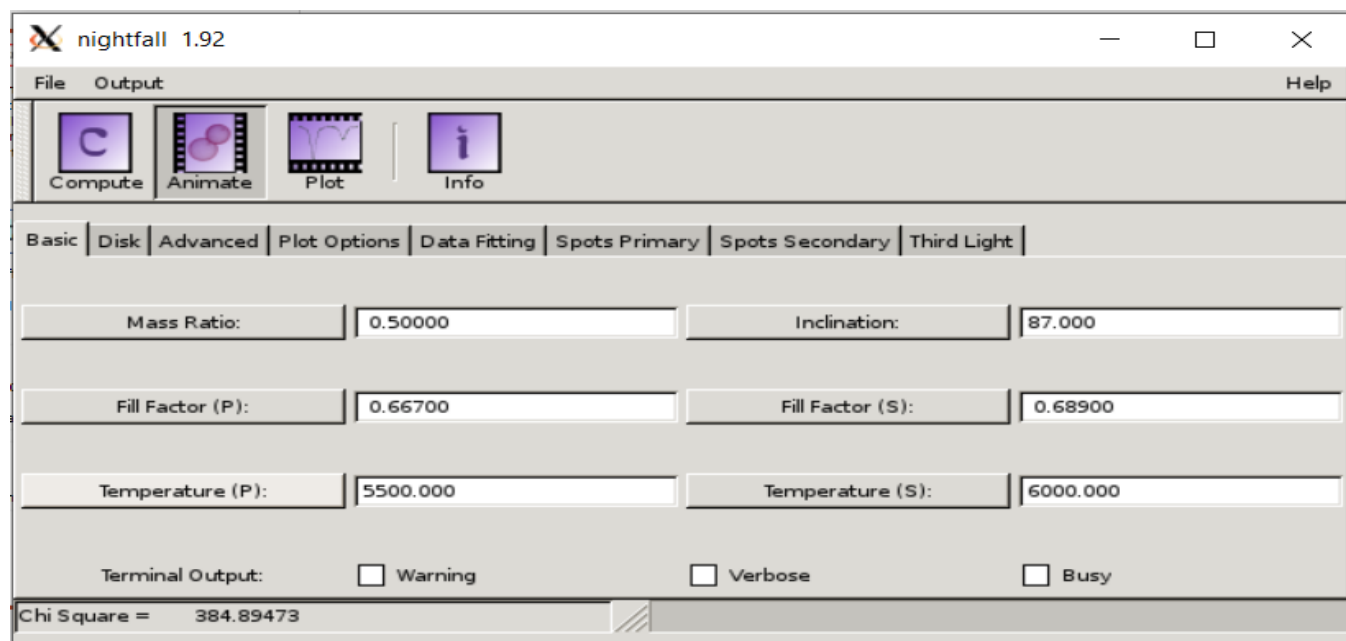 nightfall 1.92
File Output Help
C
Compute Animate Plot i Info
Basic Disk Advanced Plot Options Data Fitting Spots Primary Spots Secondary Third Light
Mass Ratio: 0.50000 Inclination: 87.000
Fill Factor (P): 0.66700 Fill Factor (S): 0.68900
Temperature (P): 5500.000 Temperature (S): 6000.000
Terminal Output: Warning Verbose Busy
Chi Square = 384.89473